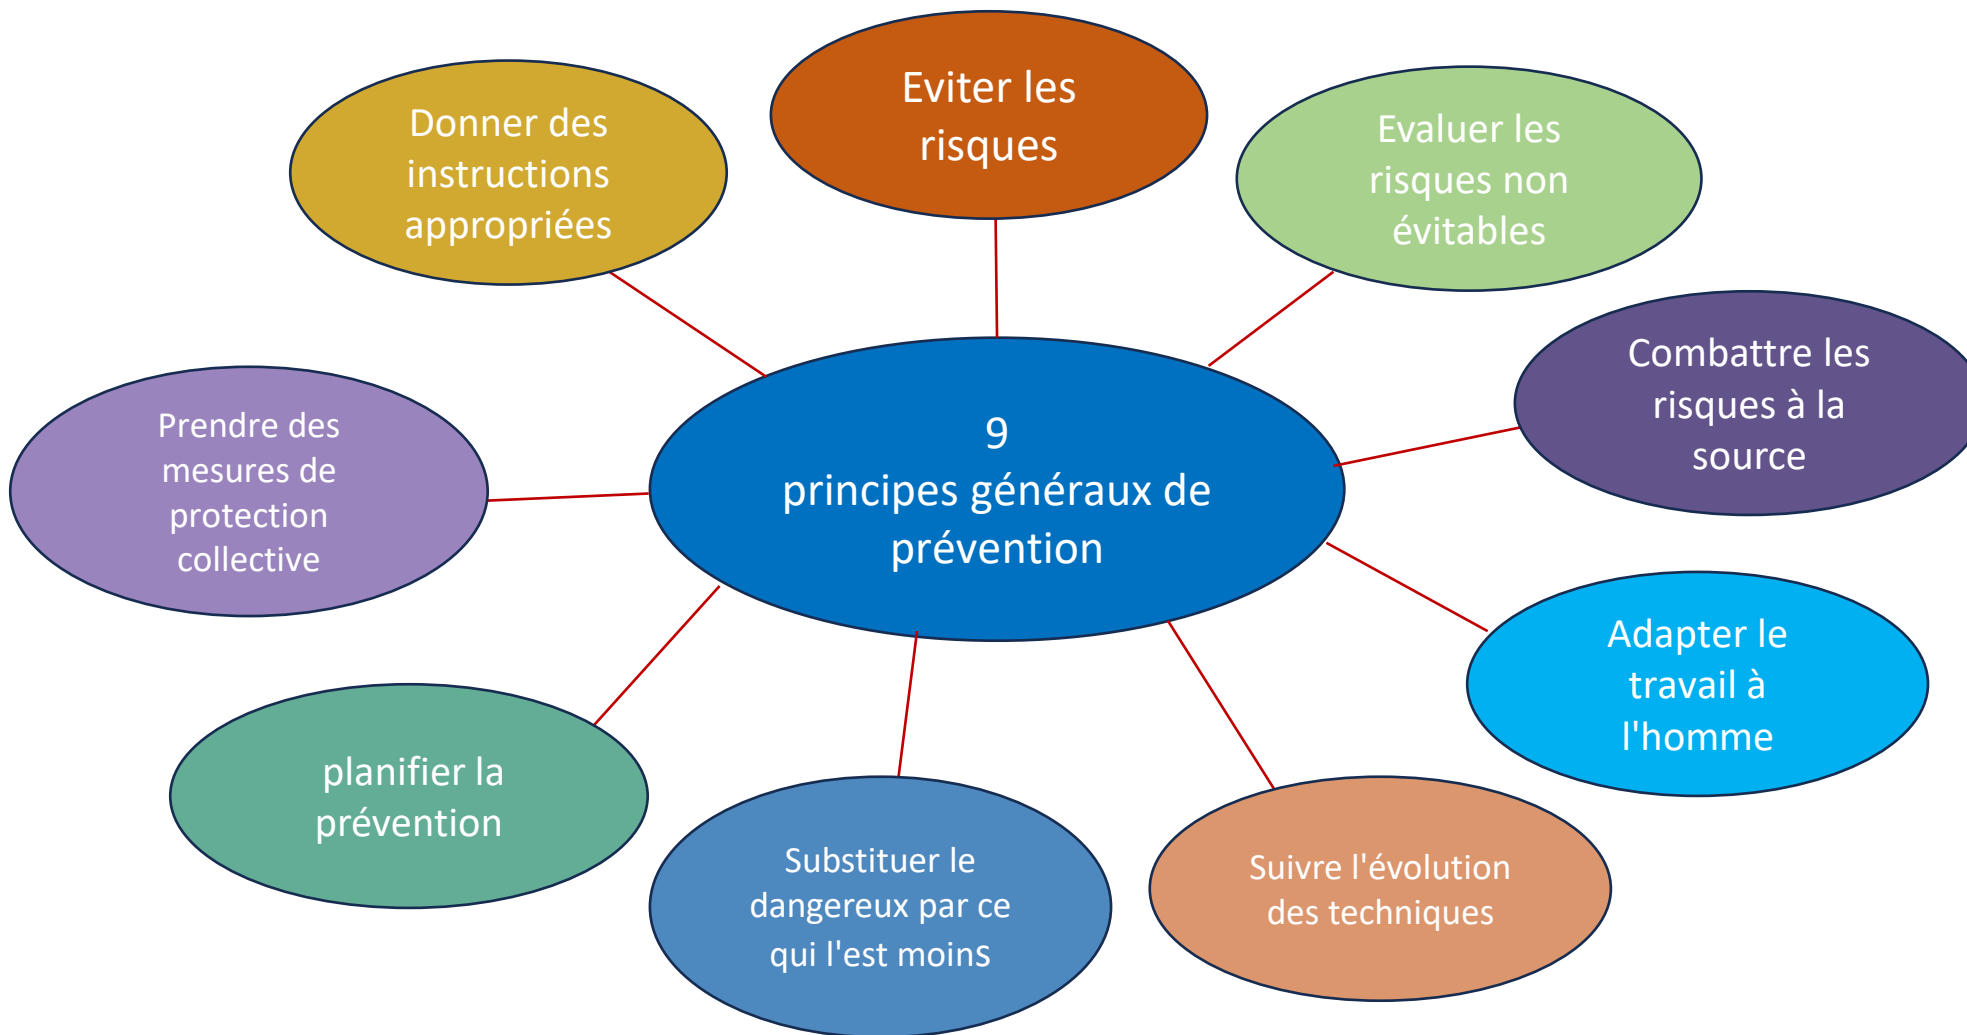 Eviter les
risques
Evaluer les
risques non
évitables
Combattre les
risques à la
source
Adapter le
travail à
l'homme
Suivre l'évolution
des techniques
Substituer le
dangereux par ce
qui l'est moins
planifier la
prévention
Prendre des
mesures de
protection
collective
Donner des
instructions
appropriées
9
principes généraux de
prévention